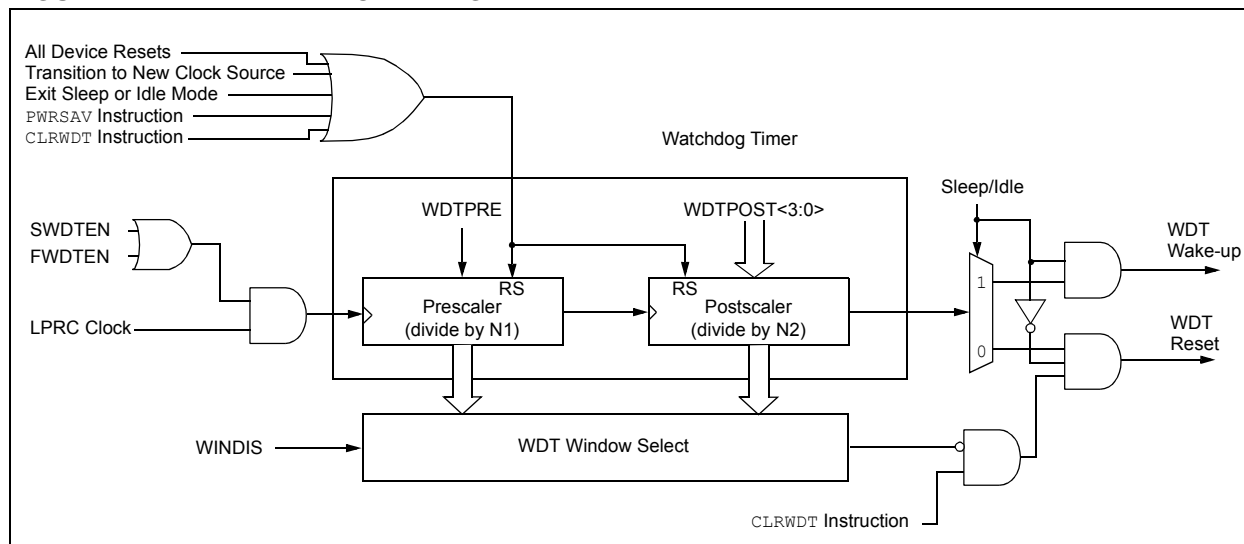 All Device Resets
Transition to New Clock Source
Exit Sleep or Idle Mode
PWRSAV Instruction
CLRWDT Instruction
Watchdog Timer
Sleep/Idle
WDTPRE
WDTPOST<3:0>
SWDTEN
FWDTEN
WDT
Wake-up
RS
RS
1
Prescaler
(divide by N1)
Postscaler
(divide by N2)
LPRC Clock
WDT
Reset
0
WINDIS
WDT Window Select
CLRWDT Instruction